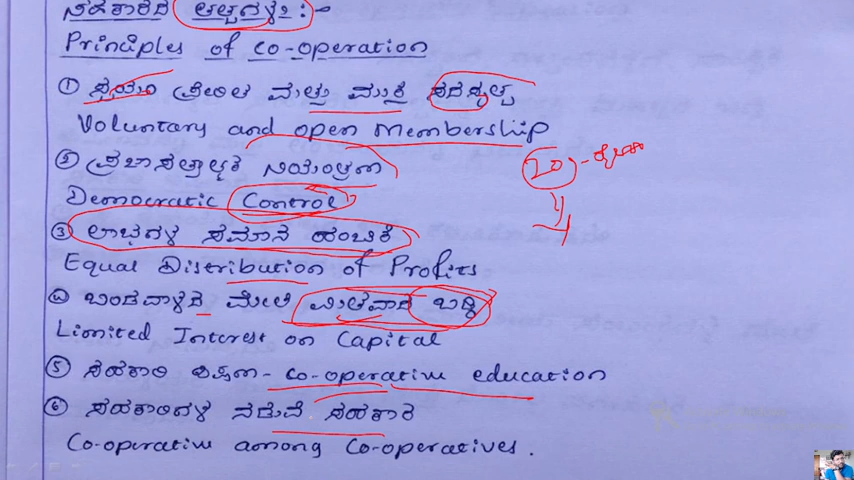 ಸಹಕಾರದ ತತ್ವಗಳು :-
Principles of Co-operation
① ಸ್ವಯಂ ಪ್ರೇರಿತ ಮತ್ತು ಮುಕ್ತ ಸದಸ್ಯತ್ವ
Voluntary and open Membership
② ಪ್ರಜಾಸತ್ತಾತ್ಮಕ ನಿಯಂತ್ರಣ
Democratic Control
③ ಲಾಭಗಳ ಸಮಾನ ಹಂಚಿಕೆ
Equal Distribution of Profits
④ ಬಂಡವಾಳದ ಮೇಲೆ ಮಿತವಾದ ಬಡ್ಡಿ
Limited Interest on Capital
⑤ ಸಹಕಾರಿ ಶಿಕ್ಷಣ - Co-operative education
⑥ ಸಹಕಾರಿಗಳ ನಡುವೆ ಸಹಕಾರ
Co-operative among Co-operatives.